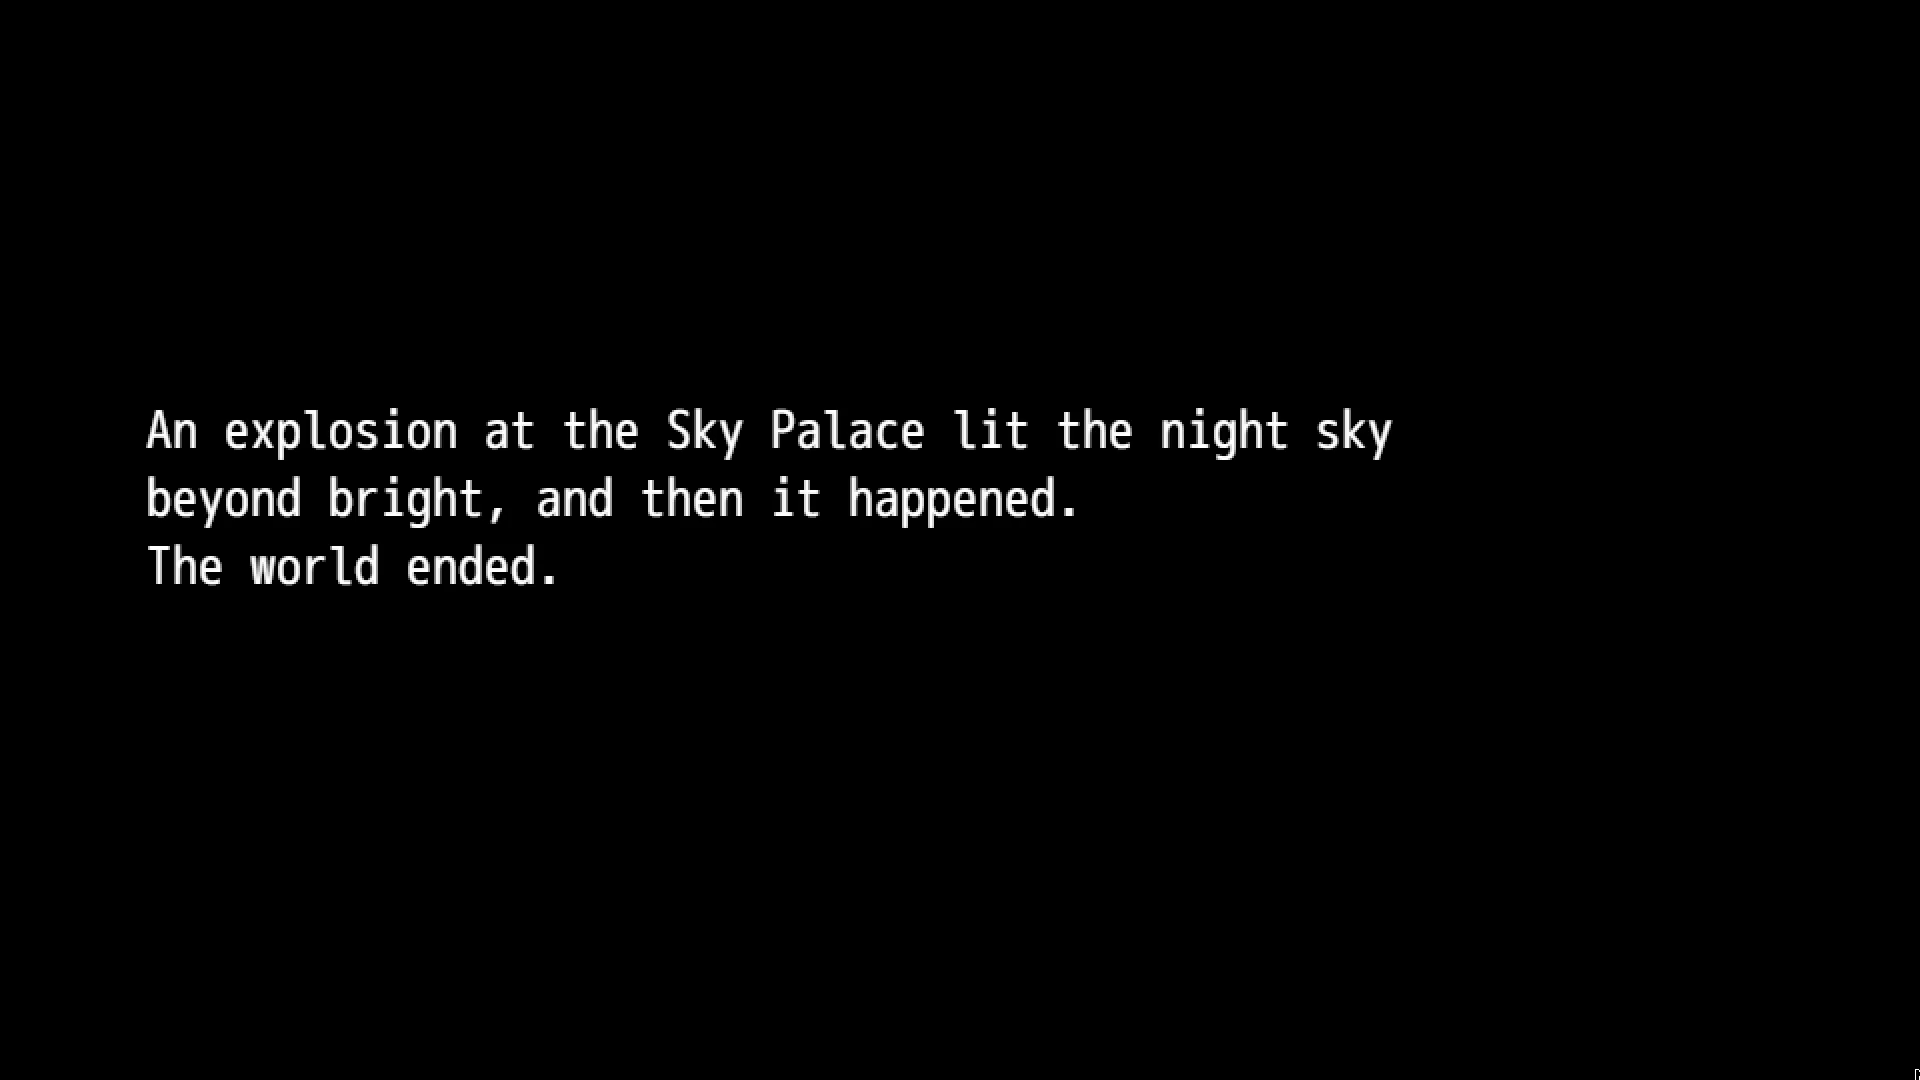 An explosion at the Sky Palace lit the night sky
beyond bright, and then it happened.
The world ended.